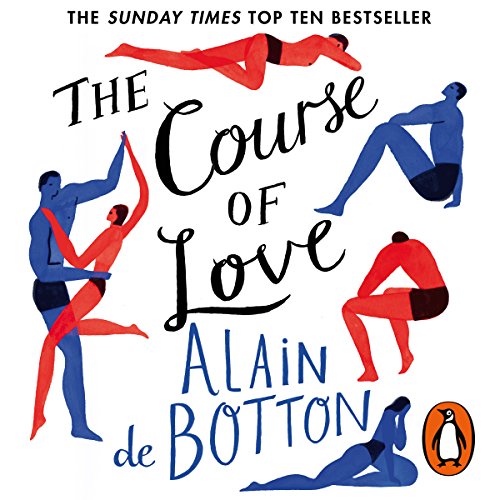 THE SUNDAY TIMES TOP TEN BESTSELLER
THE
Course
OF
Love
ALAiN
de BOTTON